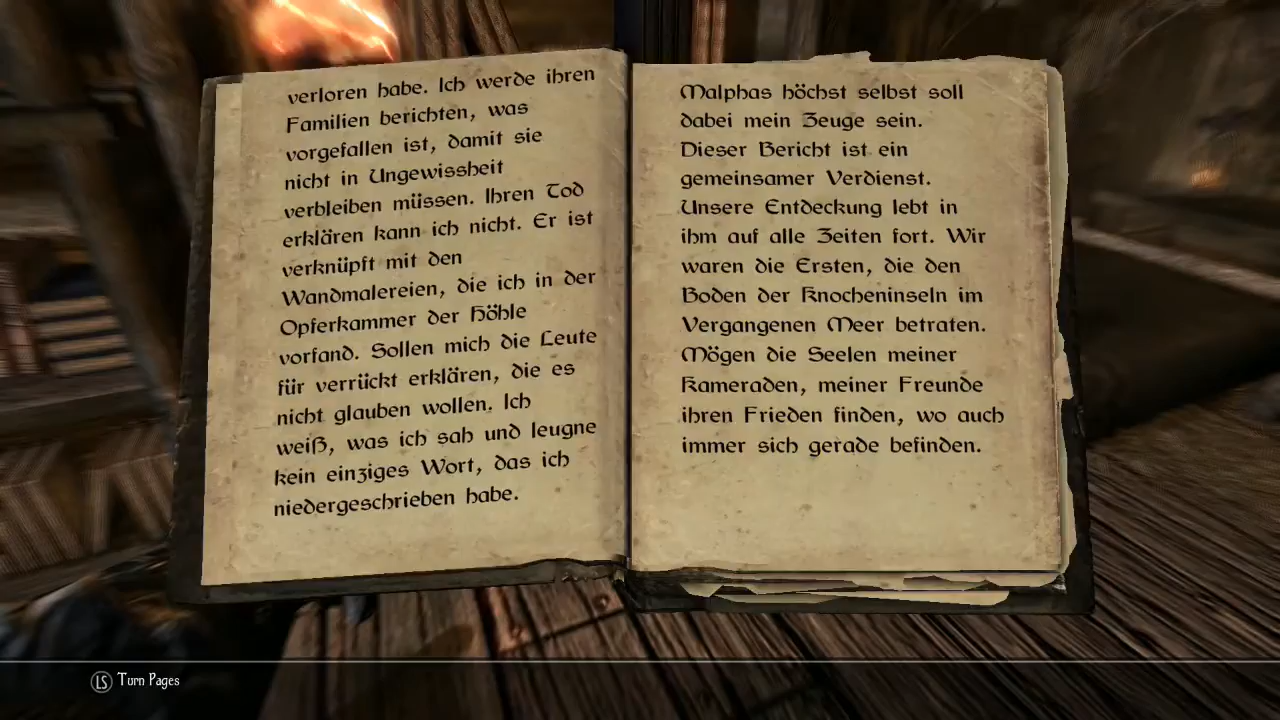 verloren habe. Ich werde ihren
Familien berichten, was
vorgefallen ist, damit sie
nicht in Ungewissheit
verbleiben müssen. Ihren Tod
erklären kann ich nicht. Er ist
verknüpft mit den
Wandmalereien, die ich in der
Opferkammer der Höhle
vorfand. Sollen mich die Leute
für verrückt erklären, die es
nicht glauben wollen. Ich
weiß, was ich sah und leugne
kein einziges Wort, das ich
niedergeschrieben habe.
Malphas höchst selbst soll
dabei mein Zeuge sein.
Dieser Bericht ist ein
gemeinsamer Verdienst.
Unsere Entdeckung lebt in
ihm auf alle Zeiten fort. Wir
waren die Ersten, die den
Boden der Knocheninseln im
Vergangenen Meer betraten.
Mögen die Seelen meiner
Kameraden, meiner Freunde
ihren Frieden finden, wo auch
immer sich gerade befinden.
LS Turn Pages